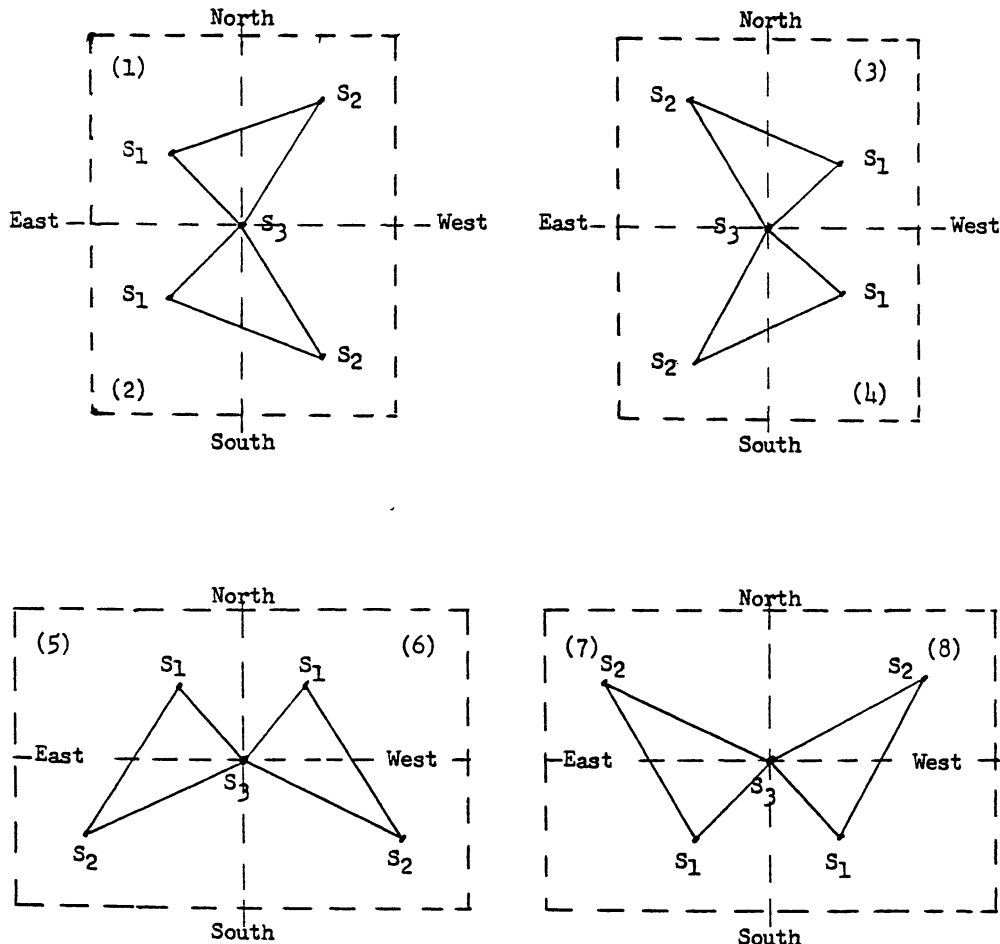 North
(1)
S2
S1
East
S3
West
S1
S2
(2)
South
North
(3)
S2
S1
East
S3
West
S1
S2
(4)
South
North
(5)
(6)
S1
S1
East
West
S3
S2
S2
South
North
(7)
S2
S2
(8)
East
West
S3
S1
S1
South